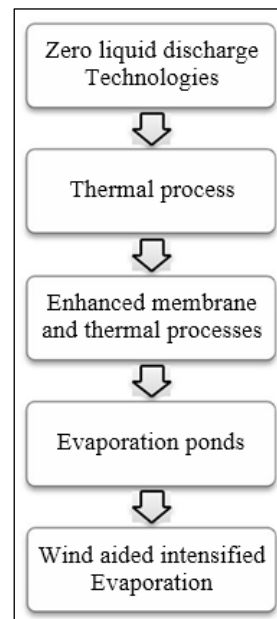 Zero liquid discharge
Technologies
Thermal process
Enhanced membrane
and thermal processes
Evaporation ponds
Wind aided intensified
Evaporation